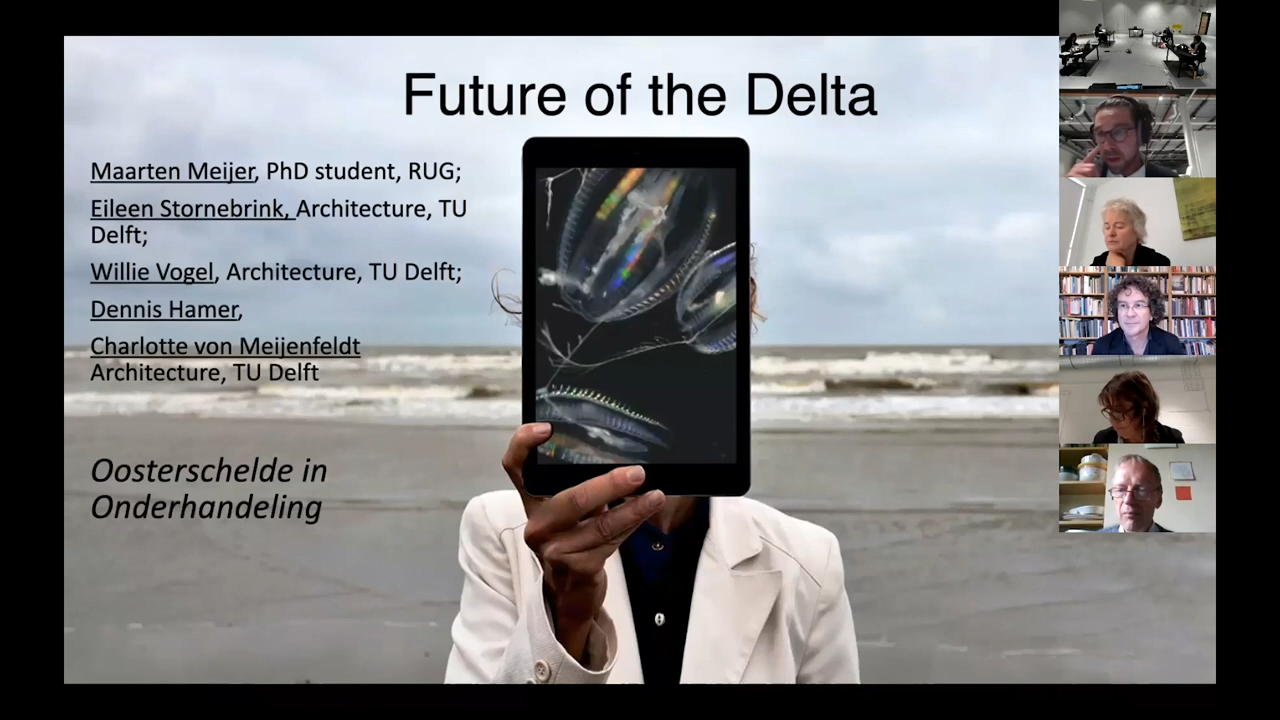 Future of the Delta
Maarten Meijer, PhD student, RUG;
Eileen Stornebrink, Architecture, TU
Delft;
Willie Vogel, Architecture, TU Delft;
Dennis Hamer,
Charlotte von Meijenfeldt
Architecture, TU Delft
Oosterschelde in
Onderhandeling